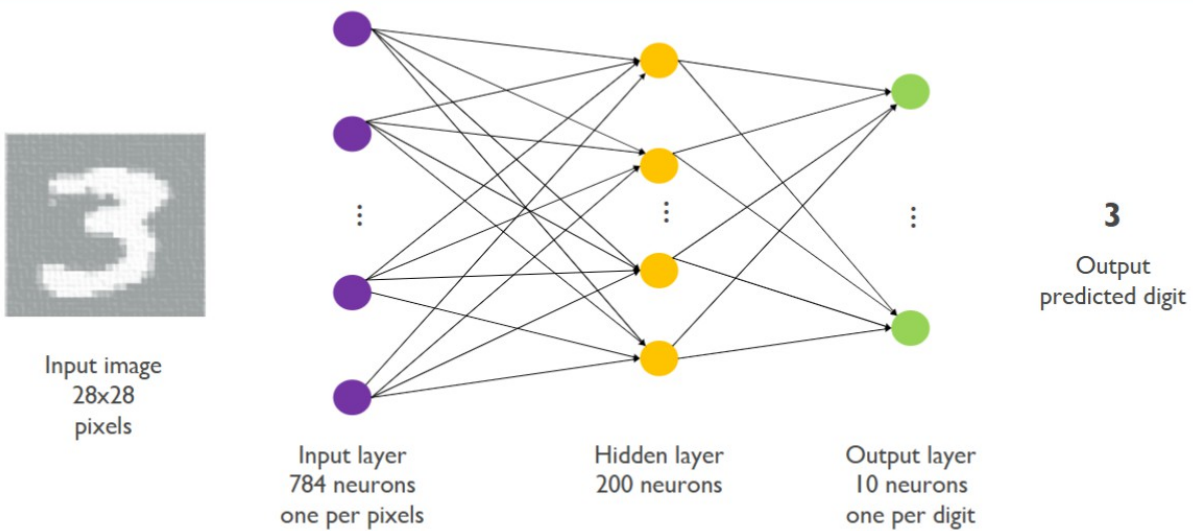 3
Input image
28x28
pixels
Input layer
784 neurons
one per pixels
Hidden layer
200 neurons
Output layer
10 neurons
one per digit
3
Output
predicted digit